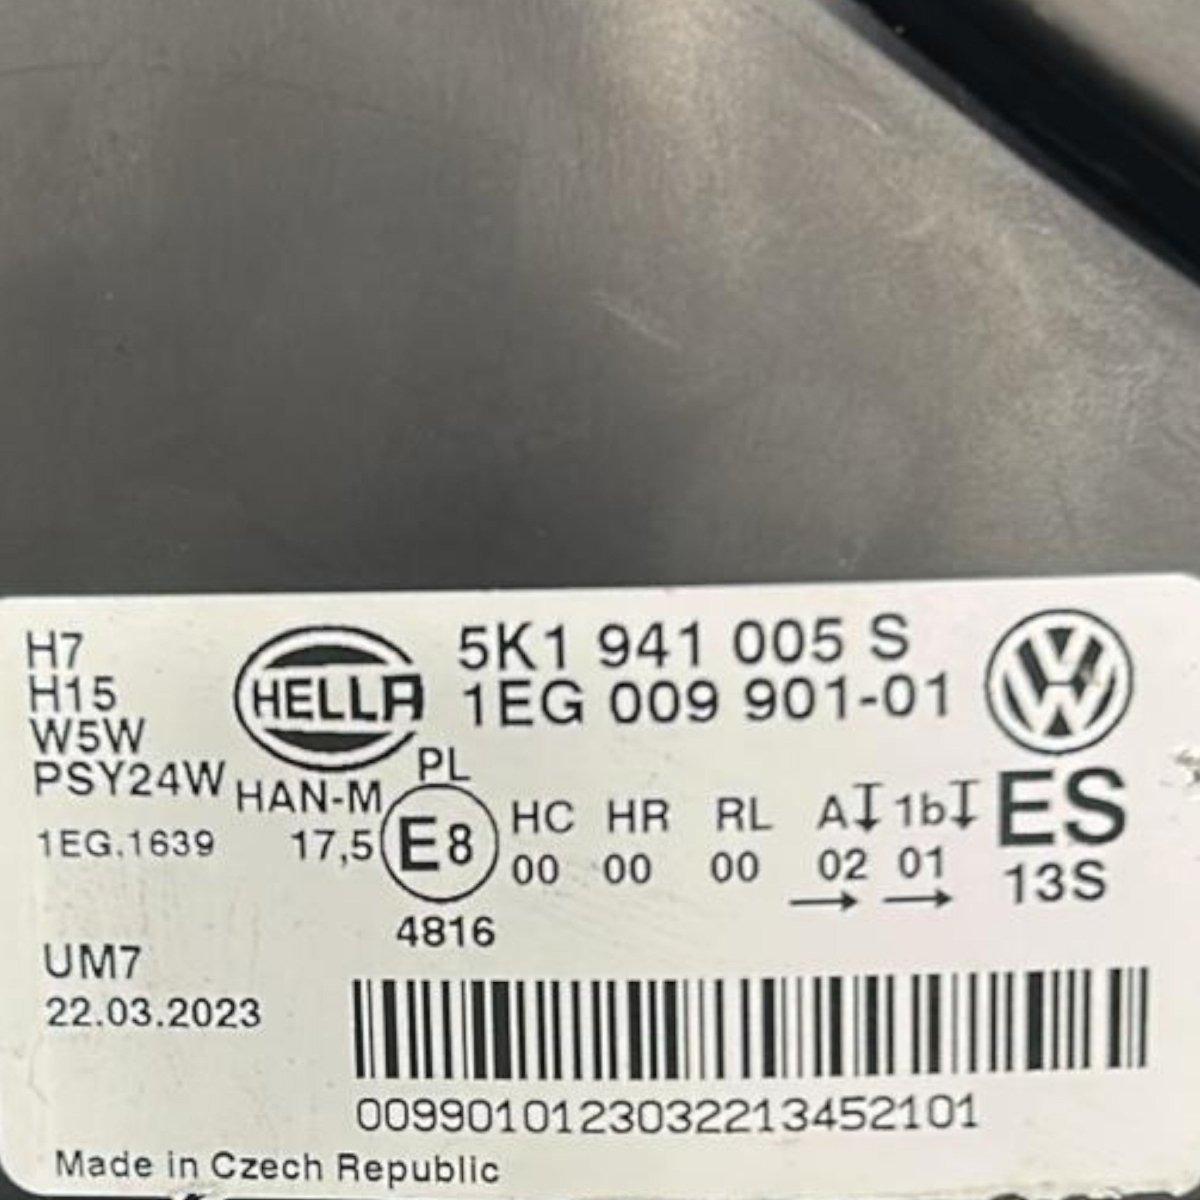 H7
H15
W5W
PSY24W
HELLA
5K1 941 005 S
1EG 009 901-01
VW
HAN-M
PL
1EG.1639
17,5
E8
HC HR RL A 1b
00 00 00 02 01
4816
ES
13S
UM7
22.03.2023
0099010123032213452101
Made in Czech Republic